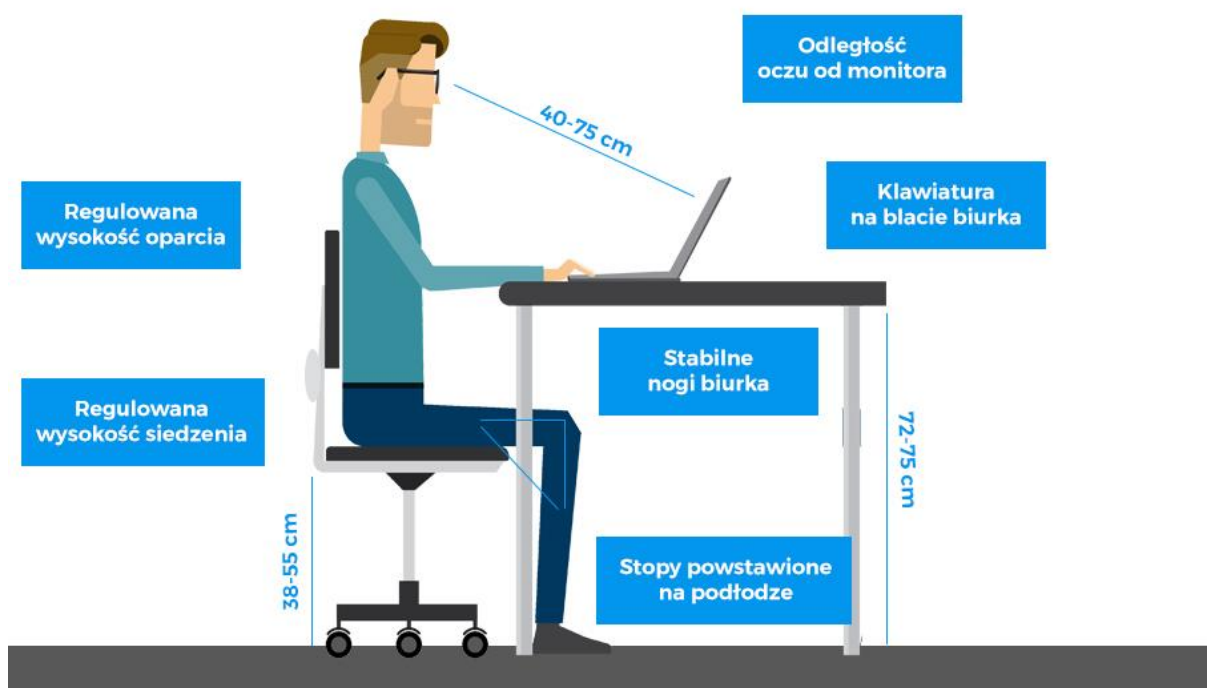 Odległość
oczu od monitora
40-75 cm
Klawiatura
na blacie biurka
Regulowana
wysokość oparcia
Stabilne
nogi biurka
Regulowana
wysokość siedzenia
72-75 cm
38-55 cm
Stopy powstawione
na podłodze